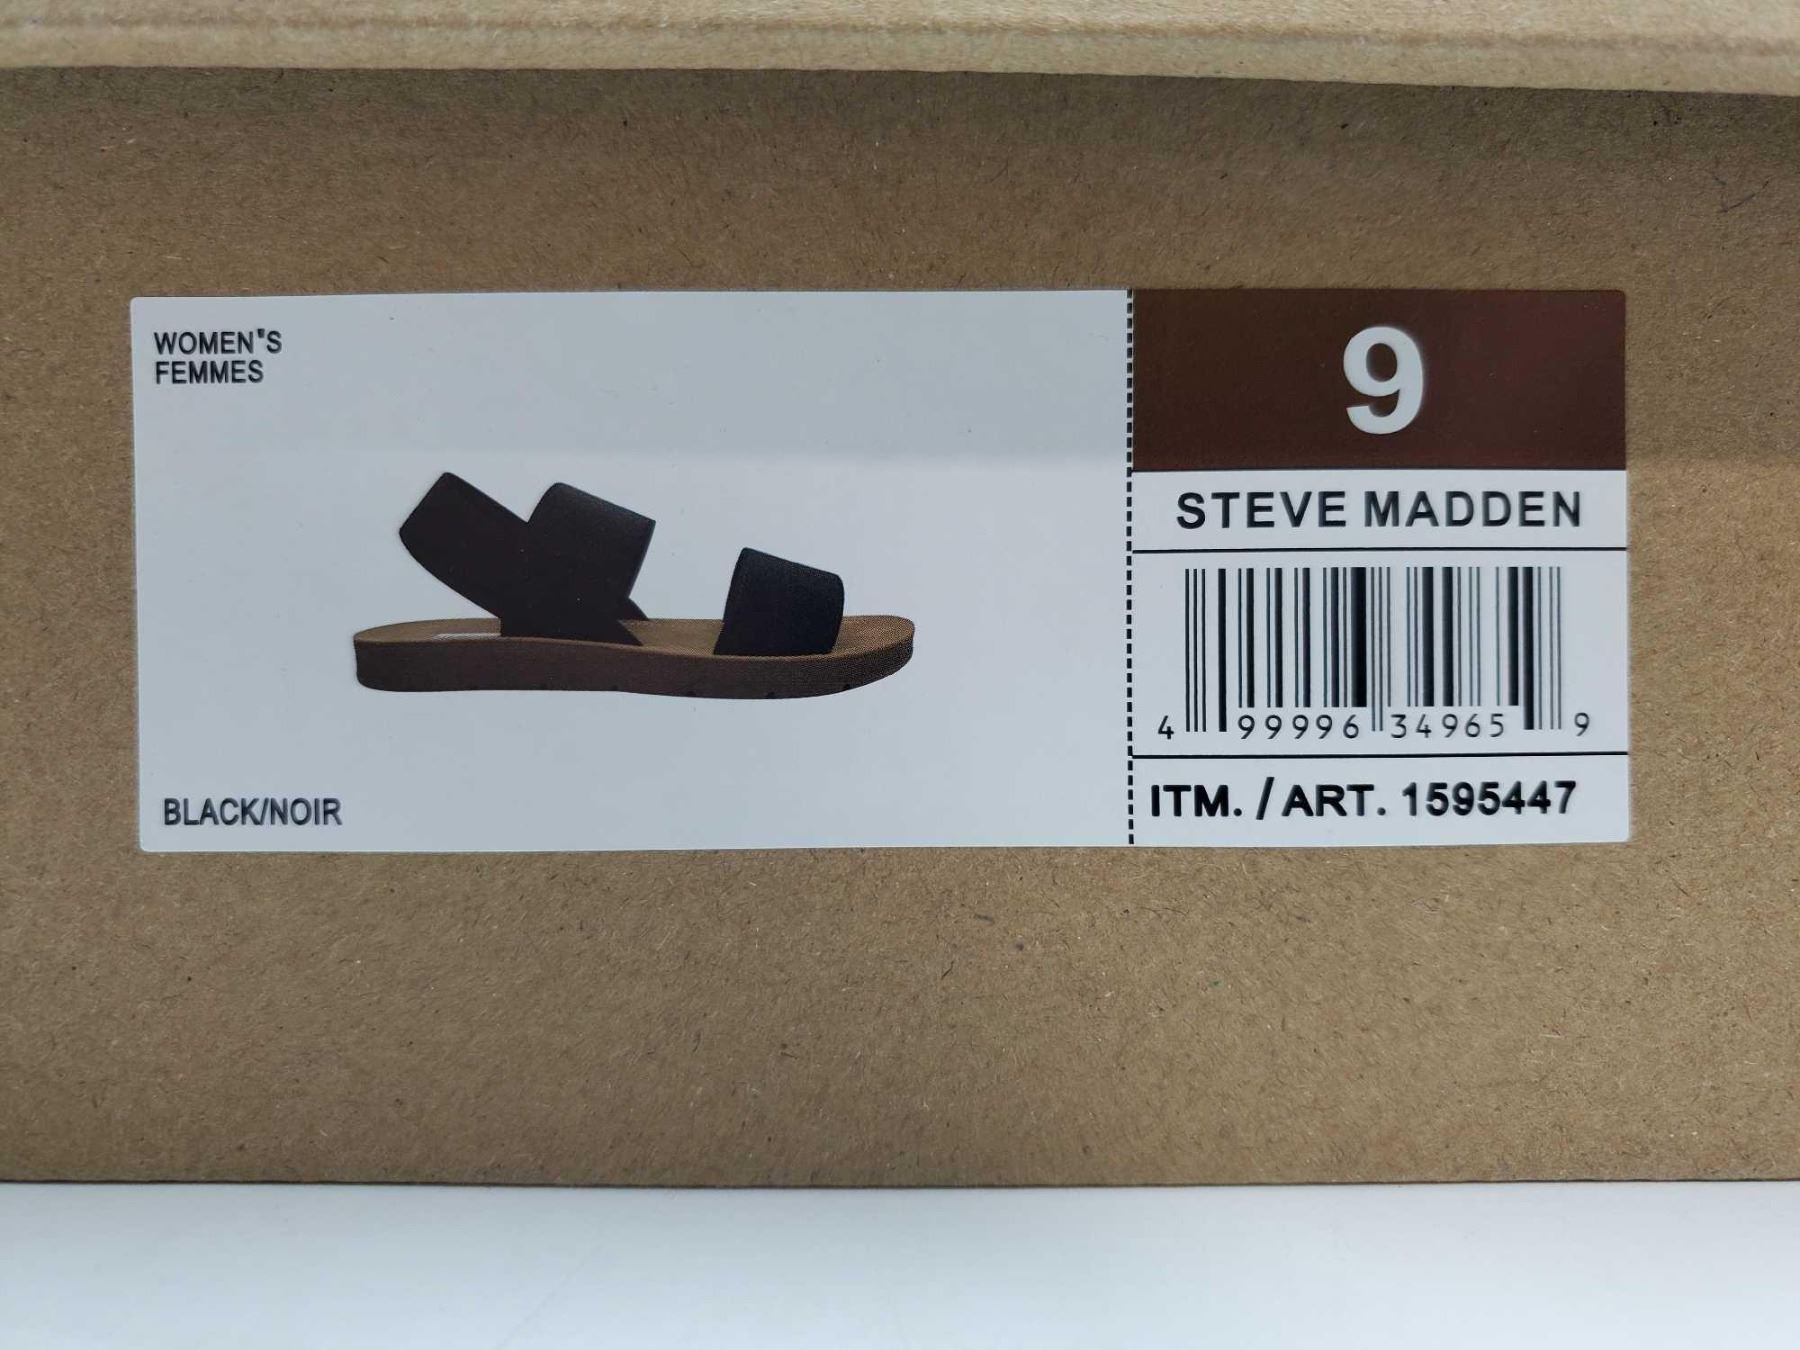 WOMEN'S
FEMMES
BLACK/NOIR
9
STEVE MADDEN
4 99996 34965 9
ITM. / ART. 1595447